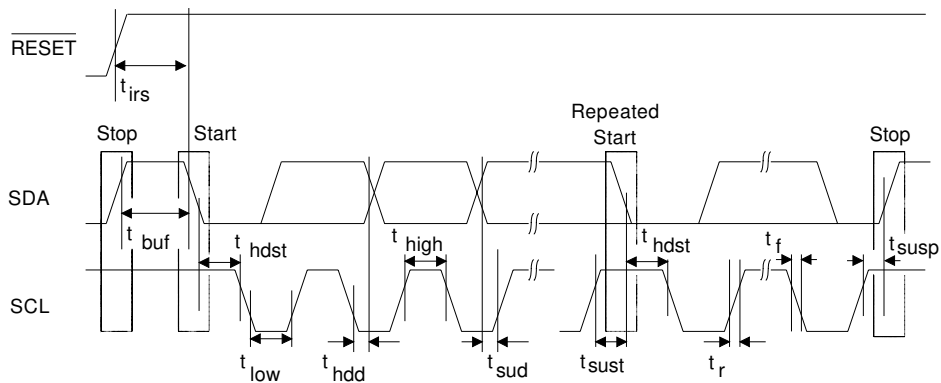 RESET
t irs
Repeated
Stop Start Start Stop
SDA
t buf t hdst t high t hdst t f t susp
SCL
t low t hdd t sud t sust t r